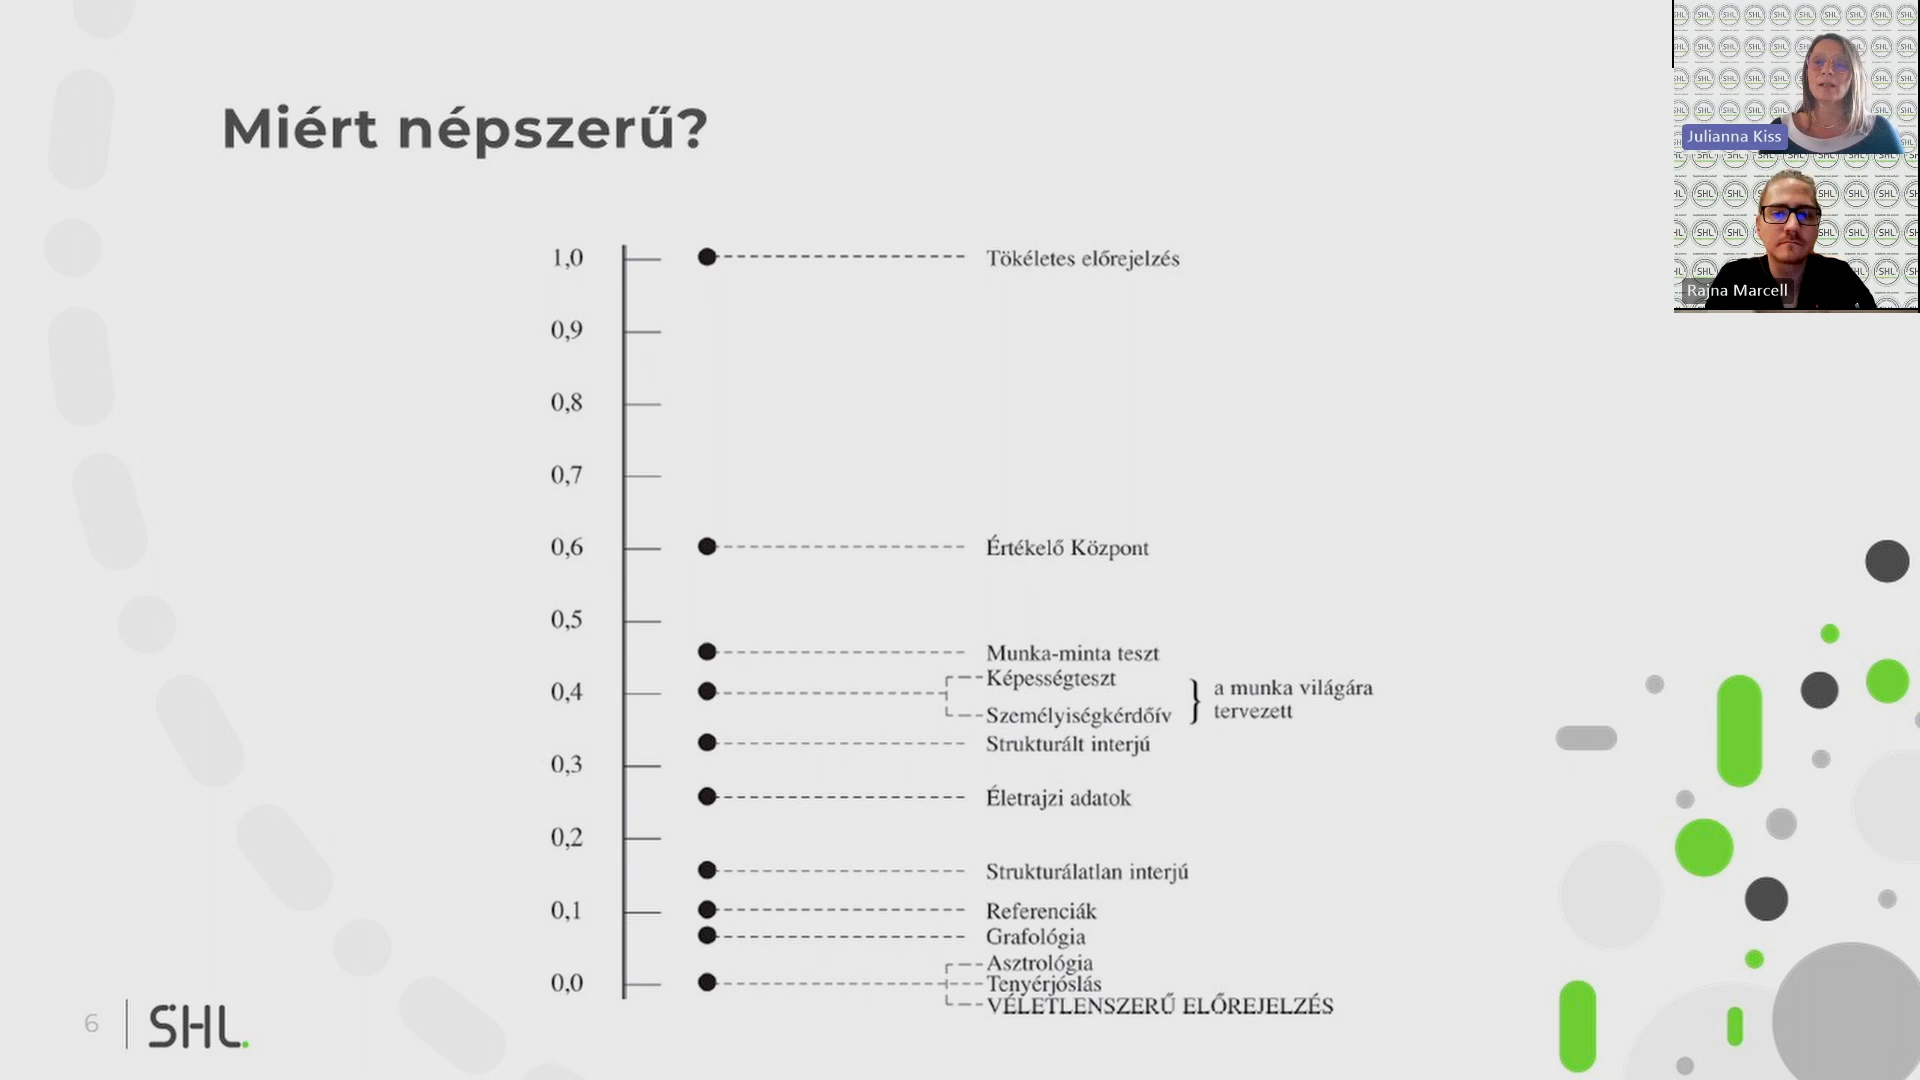 Miért népszerű?
1,0
Tökéletes előrejelzés
0,9
0,8
0,7
0,6
Értékelő Központ
0,5
Munka-minta teszt
0,4
Képességteszt
Személyiségkérdőív
a munka világára
tervezett
Strukturált interjú
0,3
Életrajzi adatok
0,2
Strukturálatlan interjú
0,1
Referenciák
Grafológia
Asztrológia
0,0
Tenyérjóslás
VÉLETLENSZERŰ ELŐREJELZÉS
6
SHL.
Julianna Kiss
Rajna Marcell